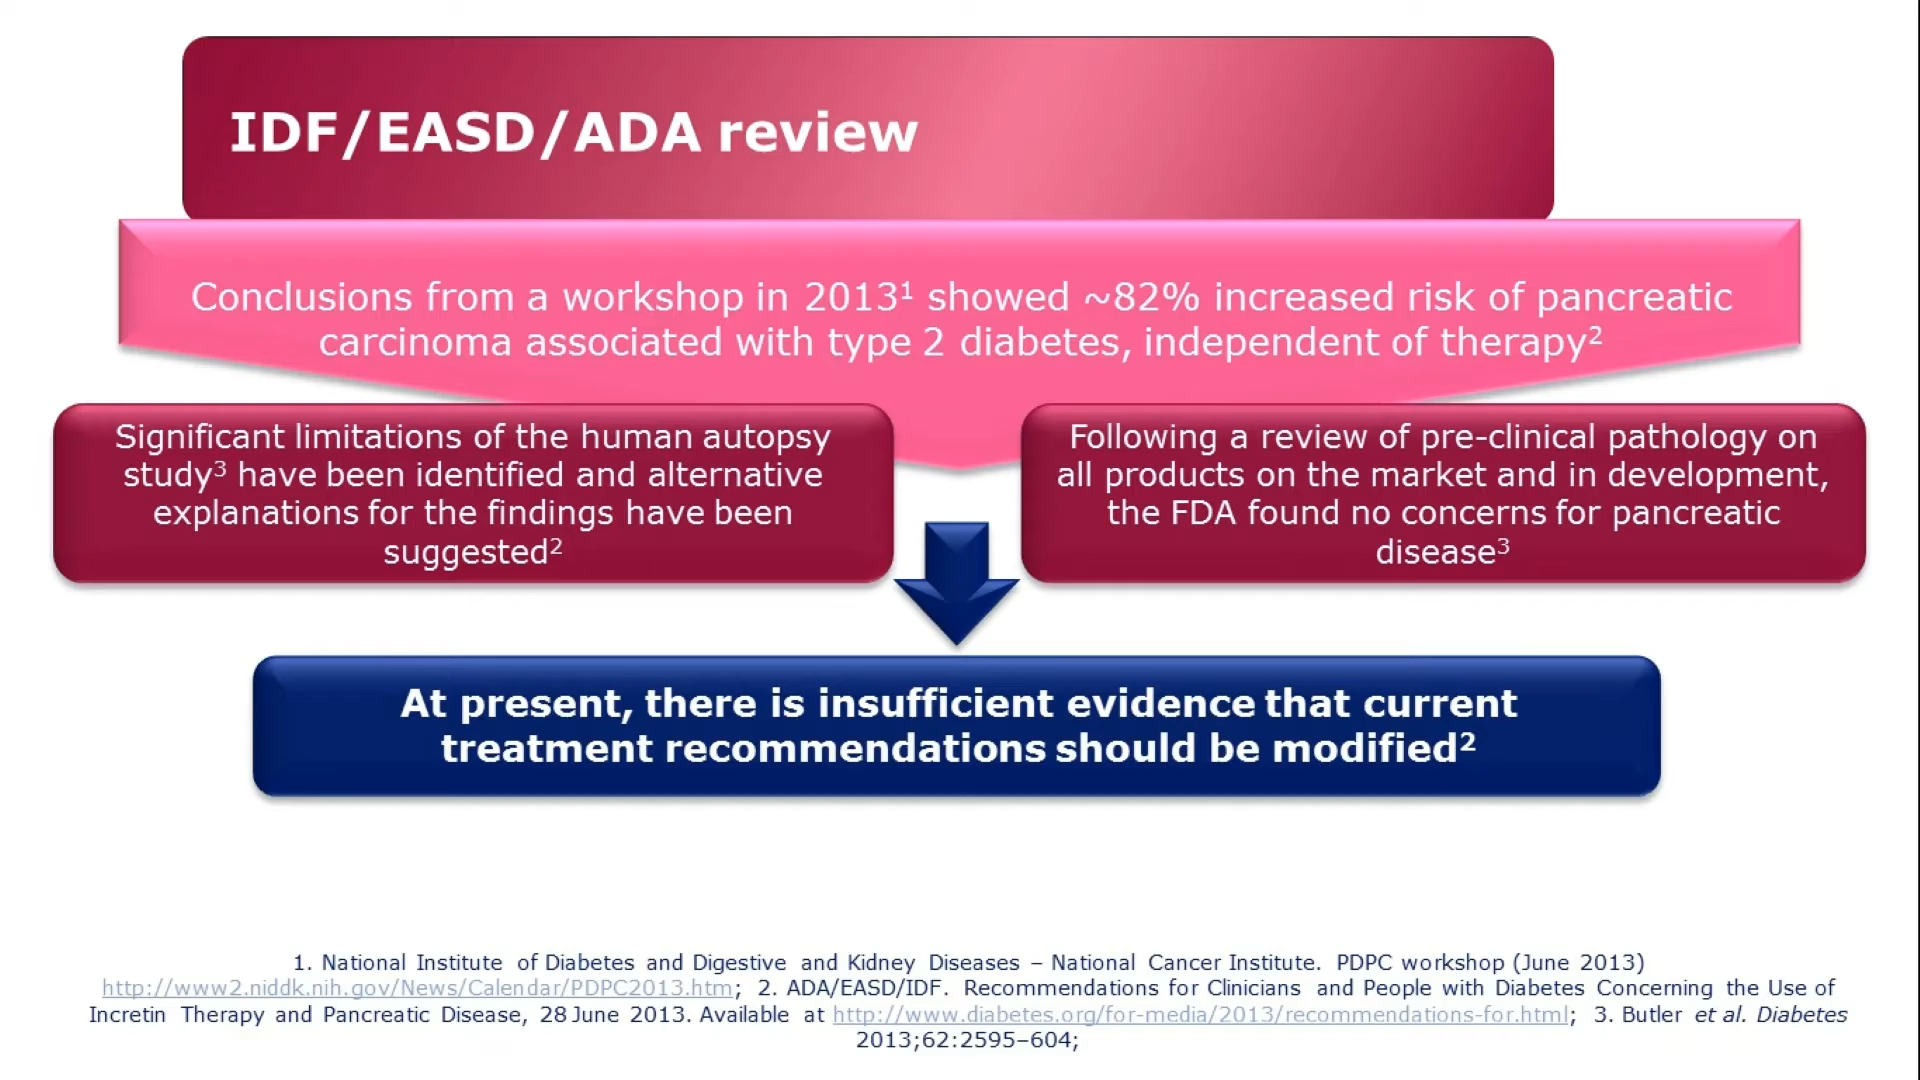 IDF/EASD/ADA review
Conclusions from a workshop in 2013¹ showed ~82% increased risk of pancreatic
carcinoma associated with type 2 diabetes, independent of therapy²
Significant limitations of the human autopsy
study³ have been identified and alternative
explanations for the findings have been
suggested²
Following a review of pre-clinical pathology on
all products on the market and in development,
the FDA found no concerns for pancreatic
disease³
At present, there is insufficient evidence that current
treatment recommendations should be modified²
1. National Institute of Diabetes and Digestive and Kidney Diseases – National Cancer Institute. PDPC workshop (June 2013)
http://www2.niddk.nih.gov/News/Calendar/PDPC2013.htm; 2. ADA/EASD/IDF. Recommendations for Clinicians and People with Diabetes Concerning the Use of
Incretin Therapy and Pancreatic Disease, 28 June 2013. Available at http://www.diabetes.org/for-media/2013/recommendations-for.html; 3. Butler et al. Diabetes
2013;62:2595–604;